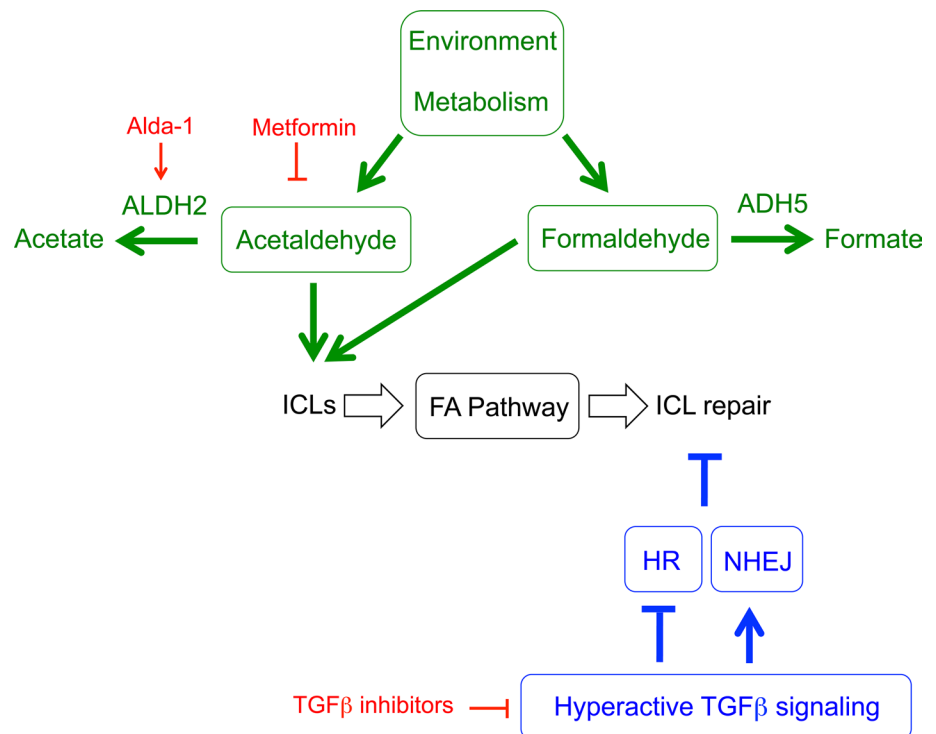 Environment
Metabolism
Alda-1
Metformin
ALDH2
ADH5
Acetate
Acetaldehyde
Formaldehyde
Formate
ICLs
FA Pathway
ICL repair
HR
NHEJ
TGFβ inhibitors
Hyperactive TGFβ signaling